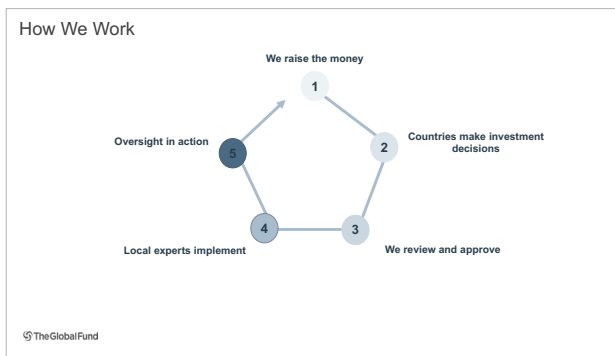 How We Work
We raise the money
1
2
Countries make investment
decisions
3
We review and approve
4
Local experts implement
5
Oversight in action
TheGlobalFund